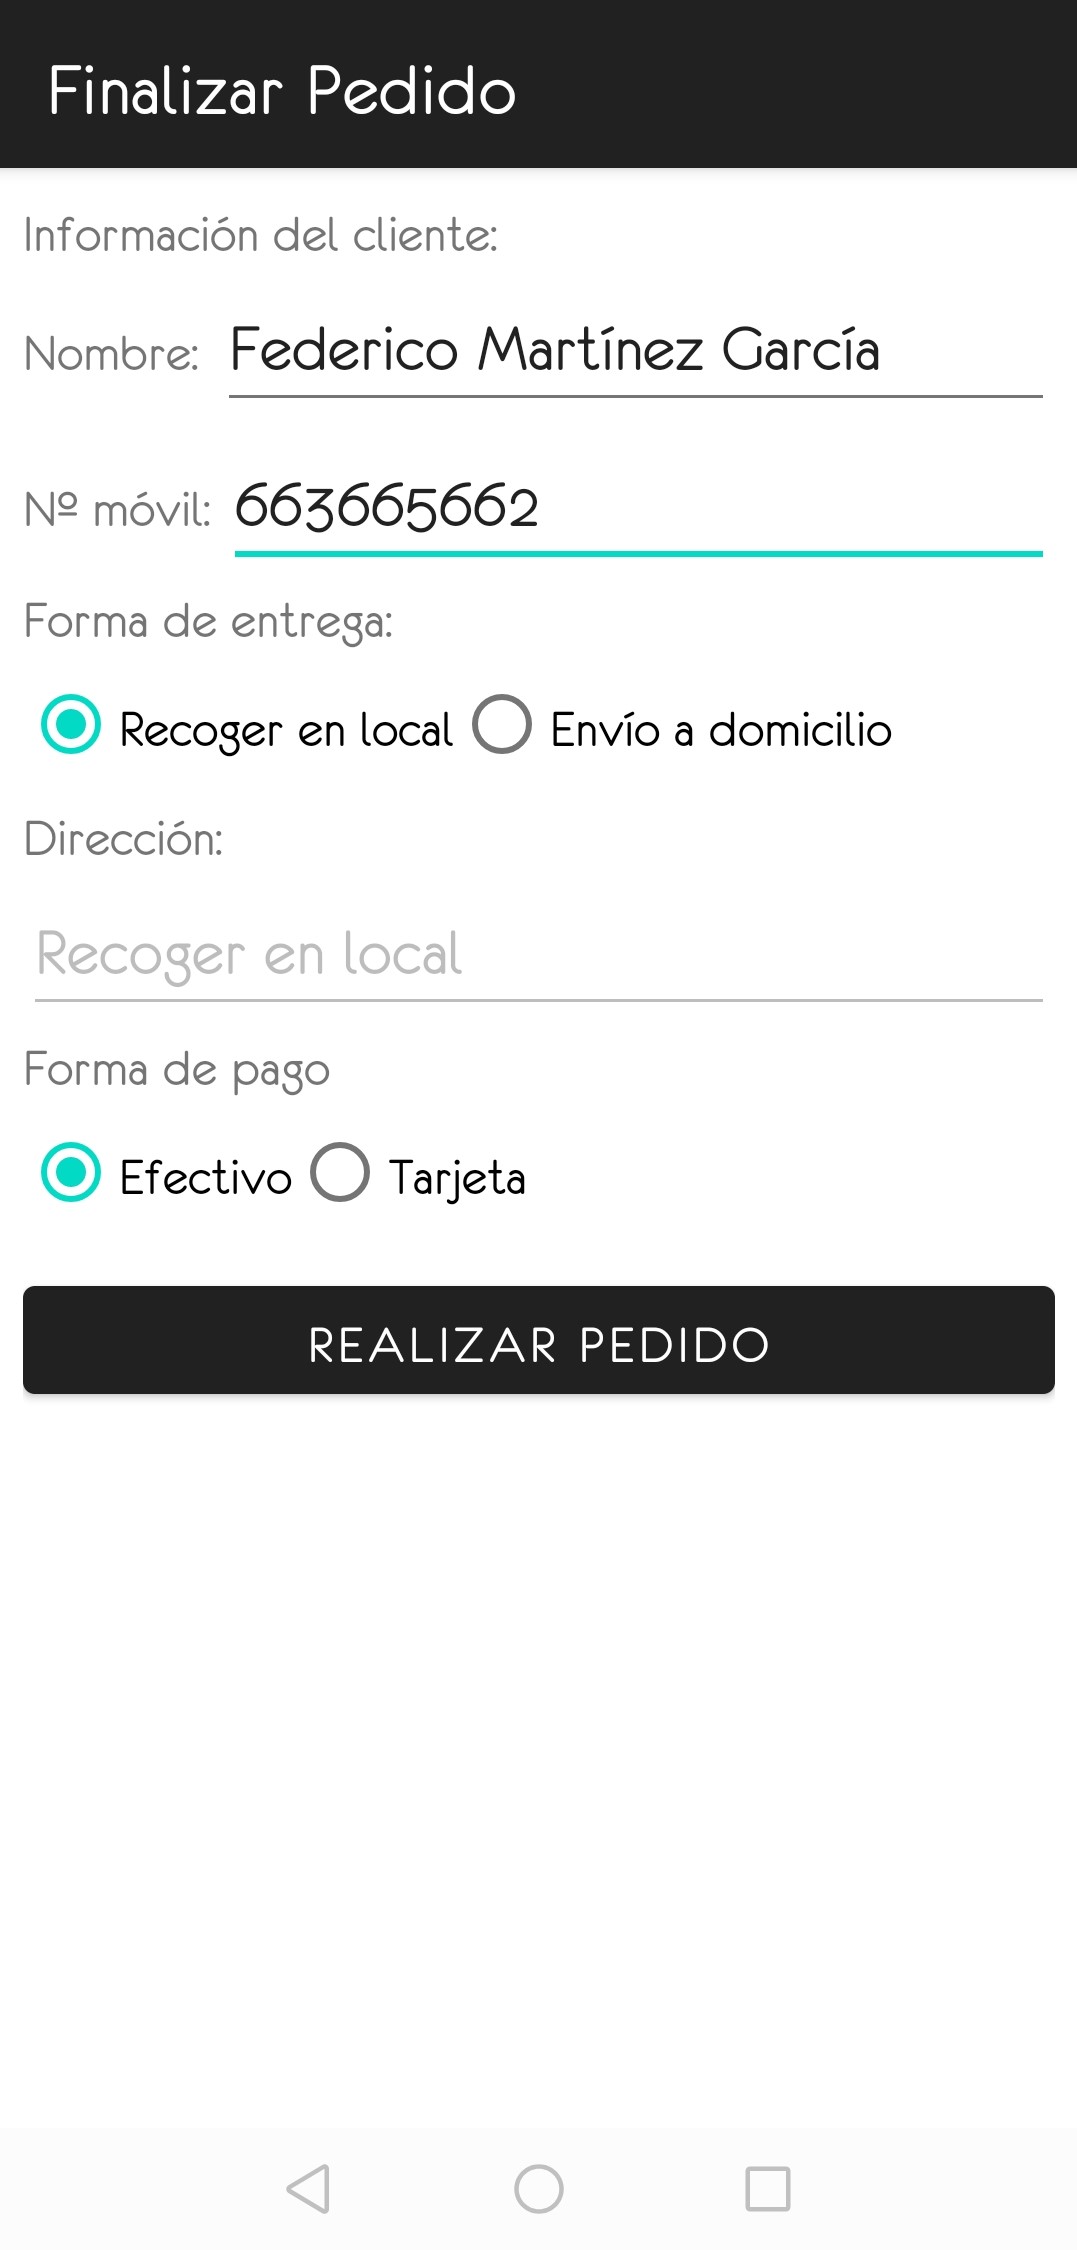 Finalizar Pedido
Información del cliente:
Nombre: Federico Martínez García
Nº móvil: 663665662
Forma de entrega:
Recoger en local Envío a domicilio
Dirección:
Recoger en local
Forma de pago
Efectivo Tarjeta
REALIZAR PEDIDO